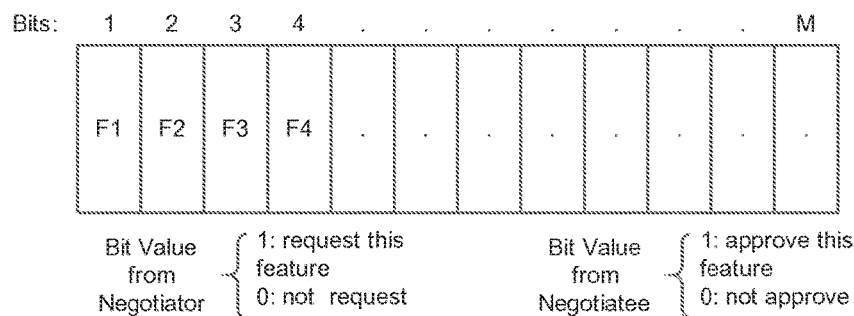 Bits: 1 2 3 4 . . . . . . . M
F1 F2 F3 F4 . . . . . . . .
Bit Value from Negotiator
1: request this feature
0: not request
Bit Value from Negotiatee
1: approve this feature
0: not approve